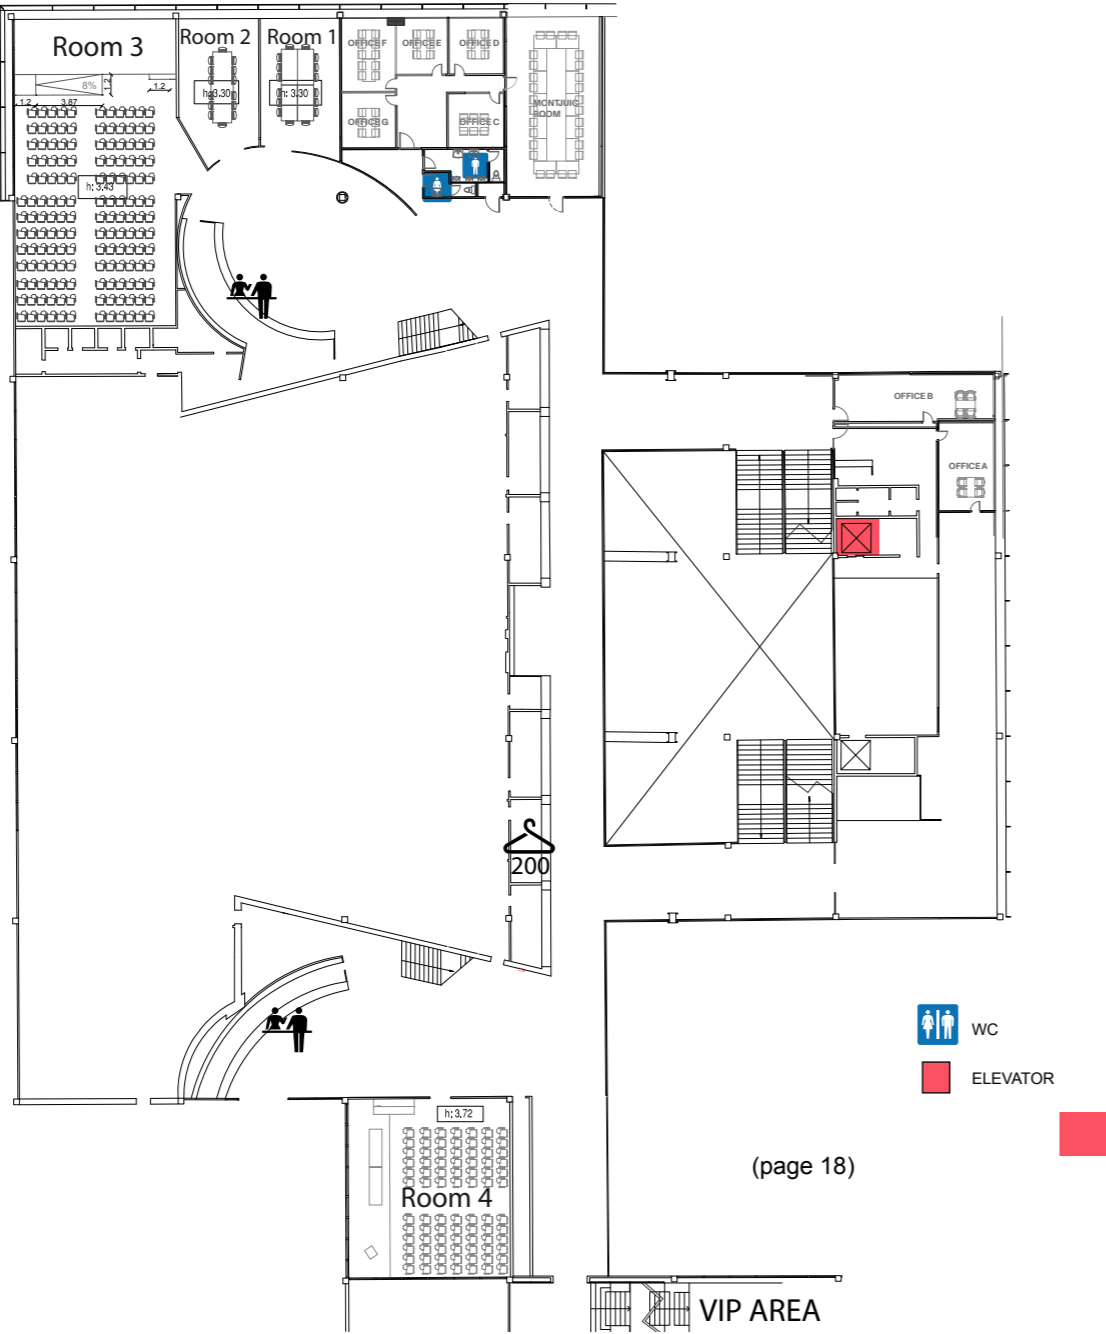 Room 3
Room 2
Room 1
OFFICE F
OFFICE E
OFFICE D
8%
1.2
1.2
1.2
3.87
h: 3.30
h: 3.30
MONTJUIC
ROOM
OFFICE G
OFFICE C
h: 3.43
OFFICE B
OFFICE A
200
WC
ELEVATOR
h: 3.72
(page 18)
Room 4
VIP AREA